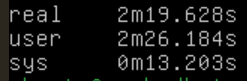 real 2m19.628s
user 2m26.184s
sys 0m13.203s